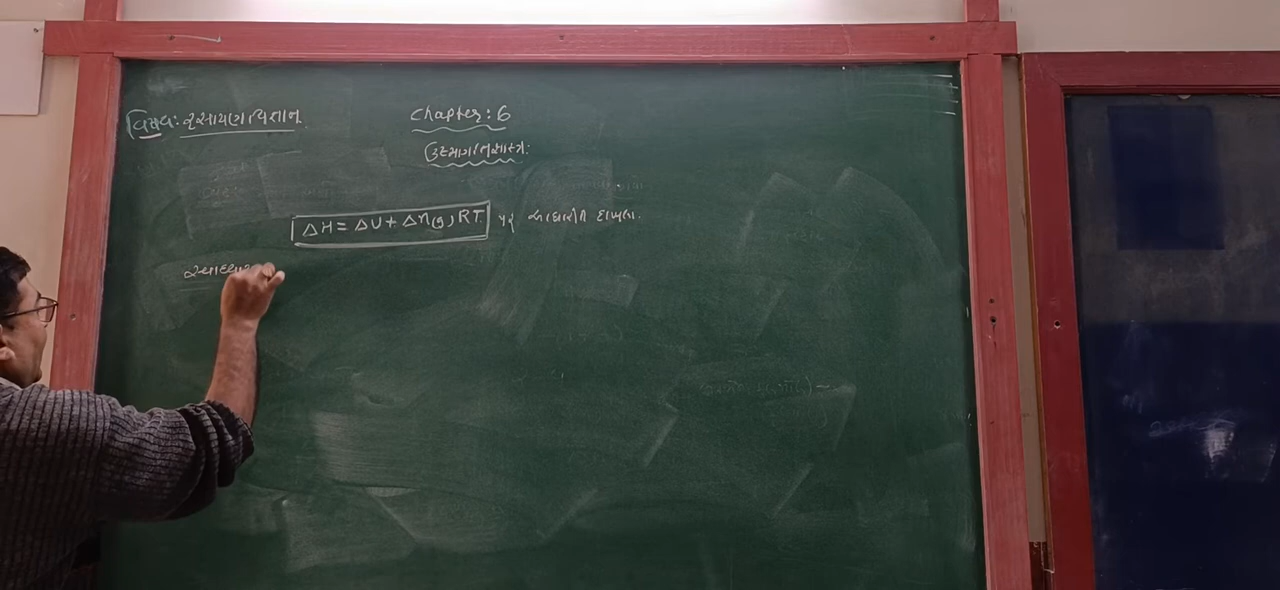 વિષય: રસાયણવિજ્ઞાન
Chapter: 6
ઉષ્માગતિશાસ્ત્ર:
ΔH = ΔU + Δn(g) RT પર આધારિત દાખલા.